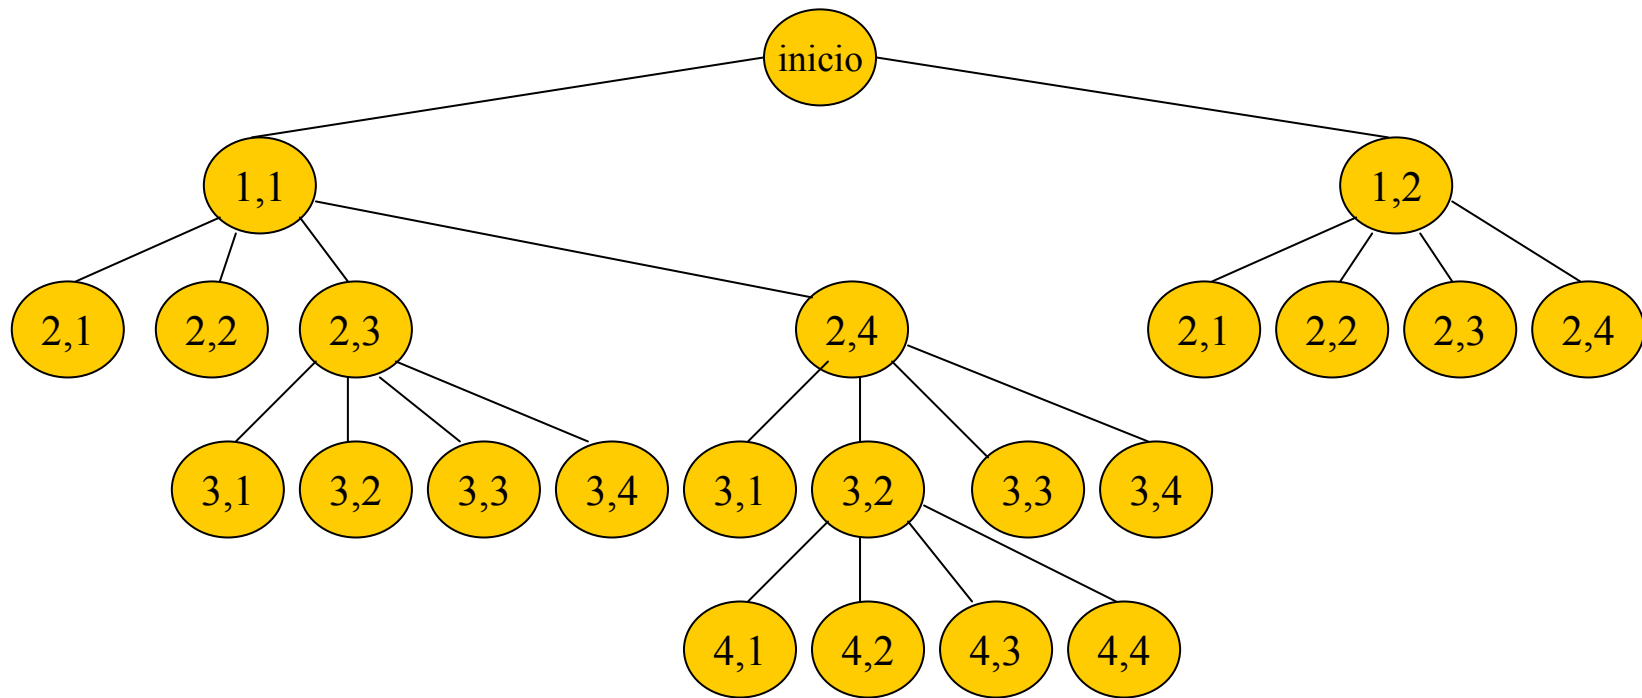 inicio
1,1 1,2
2,1 2,2 2,3 2,4 2,1 2,2 2,3 2,4
3,1 3,2 3,3 3,4 3,1 3,2 3,3 3,4
4,1 4,2 4,3 4,4